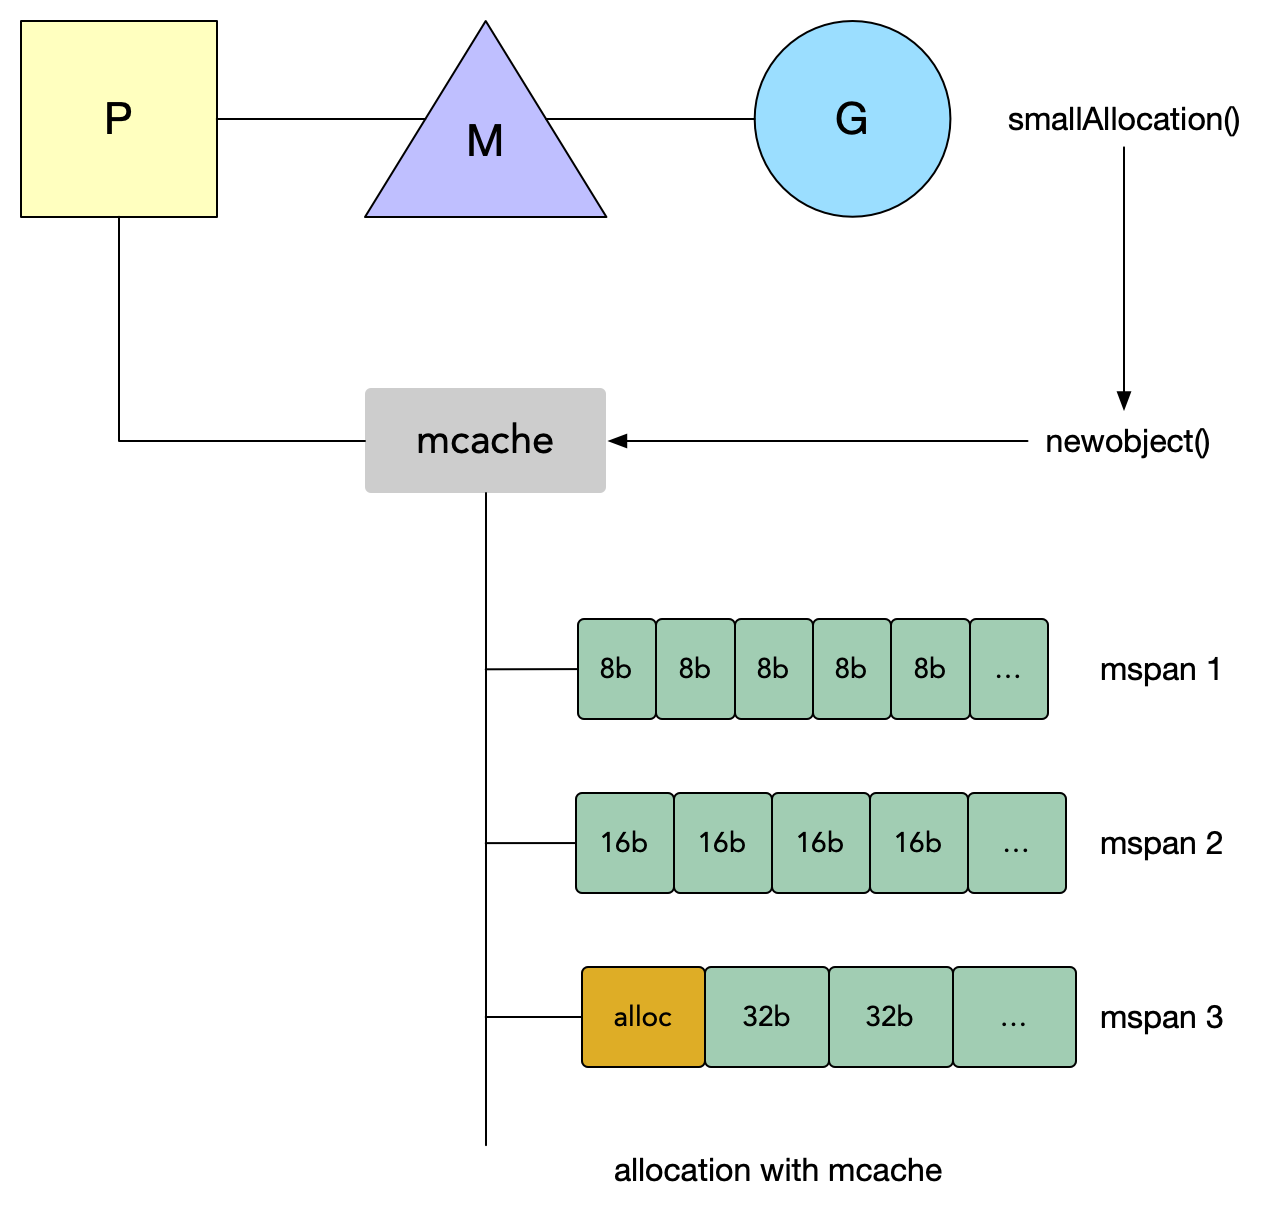 P
M
G
smallAllocation()
mcache
newobject()
8b 8b 8b 8b 8b ... mspan 1
16b 16b 16b 16b ... mspan 2
alloc 32b 32b ... mspan 3
allocation with mcache